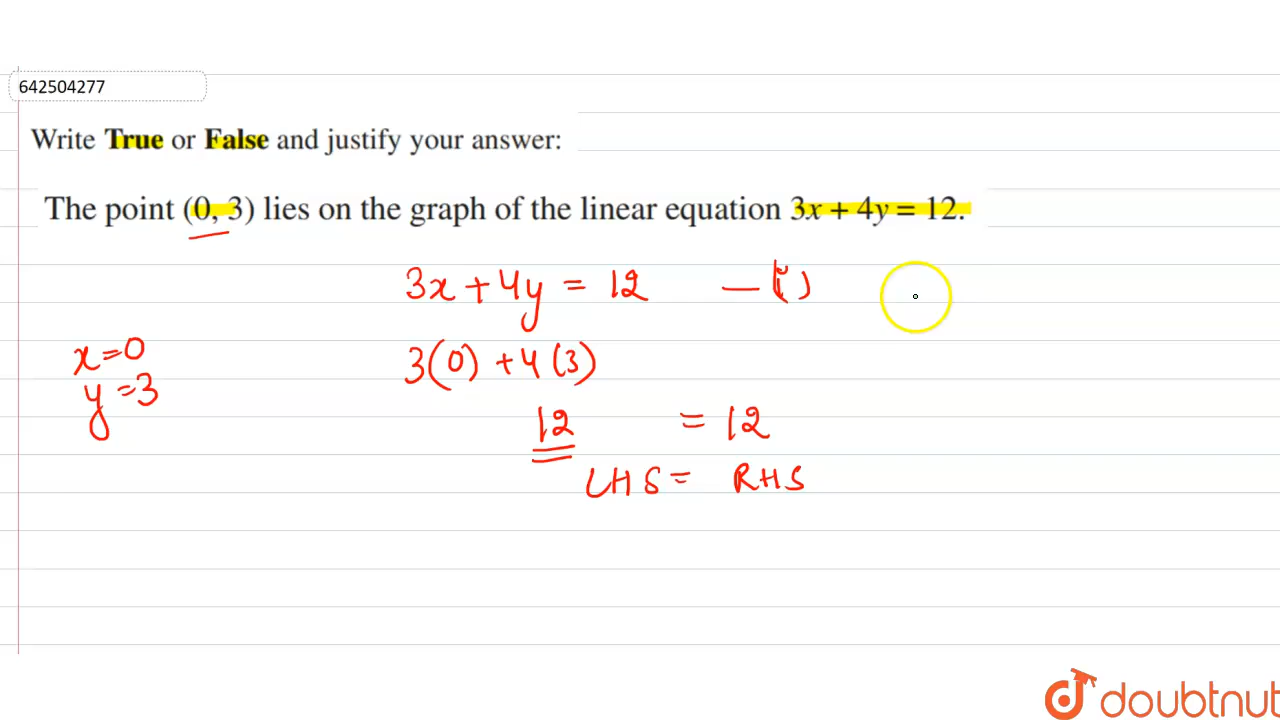 642504277
Write True or False and justify your answer:
The point (0, 3) lies on the graph of the linear equation 3x + 4y = 12.
3x + 4y = 12 — (i)
x=0
3(0) + 4(3)
y=3
12 = 12
LHS = RHS
doubtnut